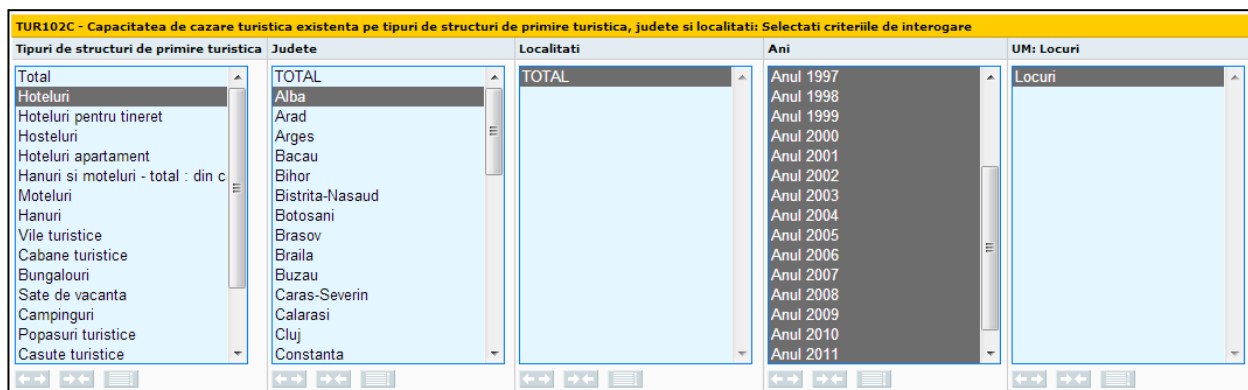 TUR102C - Capacitatea de cazare turistica existenta pe tipuri de structuri de primire turistica, judete si localitati: Selectati criteriile de interogare
Tipuri de structuri de primire turistica
Total
Hoteluri
Hoteluri pentru tineret
Hosteluri
Hoteluri apartament
Hanuri si moteluri - total : din c
Moteluri
Hanuri
Vile turistice
Cabane turistice
Bungalouri
Sate de vacanta
Campinguri
Popasuri turistice
Casute turistice
Judete
TOTAL
Alba
Arad
Arges
Bacau
Bihor
Bistrita-Nasaud
Botosani
Brasov
Braila
Buzau
Caras-Severin
Calarasi
Cluj
Constanta
Localitati
TOTAL
Ani
Anul 1997
Anul 1998
Anul 1999
Anul 2000
Anul 2001
Anul 2002
Anul 2003
Anul 2004
Anul 2005
Anul 2006
Anul 2007
Anul 2008
Anul 2009
Anul 2010
Anul 2011
UM: Locuri
Locuri